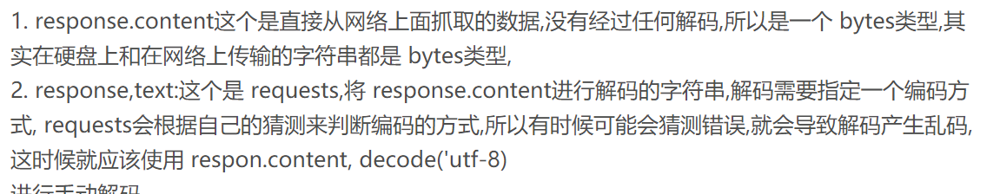 1. response.content这个是直接从网络上面抓取的数据,没有经过任何解码,所以是一个 bytes类型,其
实在硬盘上和在网络上传输的字符串都是 bytes类型,
2. response,text:这个是 requests,将 response.content进行解码的字符串,解码需要指定一个编码方
式, requests会根据自己的猜测来判断编码的方式,所以有时候可能会猜测错误,就会导致解码产生乱码,
这时候就应该使用 respon.content, decode('utf-8)
进行手动解码